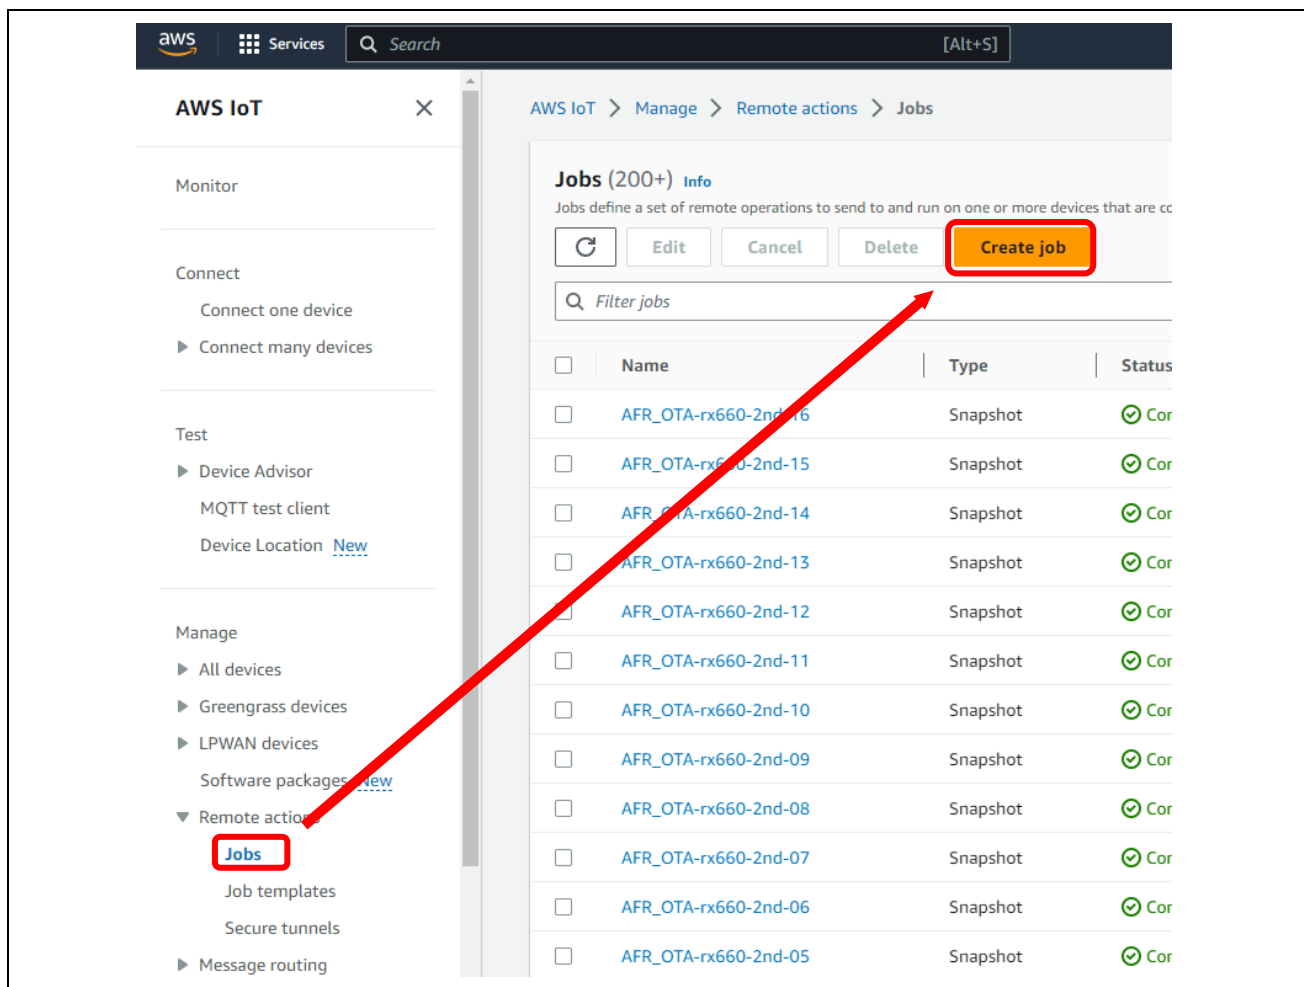 aws
Services
Search
[Alt+S]
AWS IoT
Monitor
Connect
Connect one device
Connect many devices
Test
Device Advisor
MQTT test client
Device Location New
Manage
All devices
Greengrass devices
LPWAN devices
Software packages New
Remote actions
Jobs
Job templates
Secure tunnels
Message routing
AWS IoT > Manage > Remote actions > Jobs
Jobs (200+) Info
Jobs define a set of remote operations to send to and run on one or more devices that are co
Edit
Cancel
Delete
Create job
Filter jobs
Name Type Status
AFR_OTA-rx660-2nd-16 Snapshot Cor
AFR_OTA-rx660-2nd-15 Snapshot Cor
AFR_OTA-rx660-2nd-14 Snapshot Cor
AFR_OTA-rx660-2nd-13 Snapshot Cor
AFR_OTA-rx660-2nd-12 Snapshot Cor
AFR_OTA-rx660-2nd-11 Snapshot Cor
AFR_OTA-rx660-2nd-10 Snapshot Cor
AFR_OTA-rx660-2nd-09 Snapshot Cor
AFR_OTA-rx660-2nd-08 Snapshot Cor
AFR_OTA-rx660-2nd-07 Snapshot Cor
AFR_OTA-rx660-2nd-06 Snapshot Cor
AFR_OTA-rx660-2nd-05 Snapshot Cor